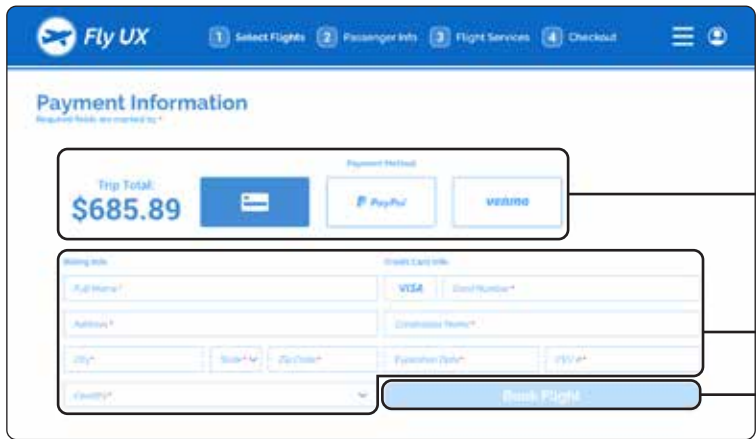 Fly UX
1 Select Flights 2 Passenger Info 3 Flight Services 4 Checkout
Payment Information
Required fields are marked by *
Payment Method
Trip Total:
$685.89
PayPal
venmo
Billing Info
Credit Card Info
Full Name*
VISA Card Number*
Address*
Cardholder Name*
City* State* Zip Code* Expiration Date* CVV #*
Country*
Book Flight